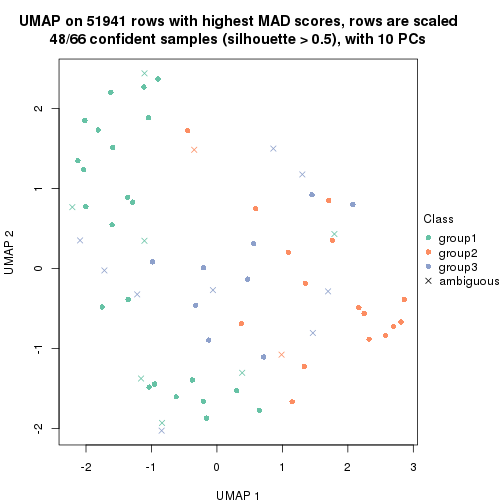 UMAP on 51941 rows with highest MAD scores, rows are scaled
48/66 confident samples (silhouette > 0.5), with 10 PCs
2
1
0
-1
-2
UMAP 2
-2
-1
0
1
2
3
UMAP 1
Class
group1
group2
group3
ambiguous